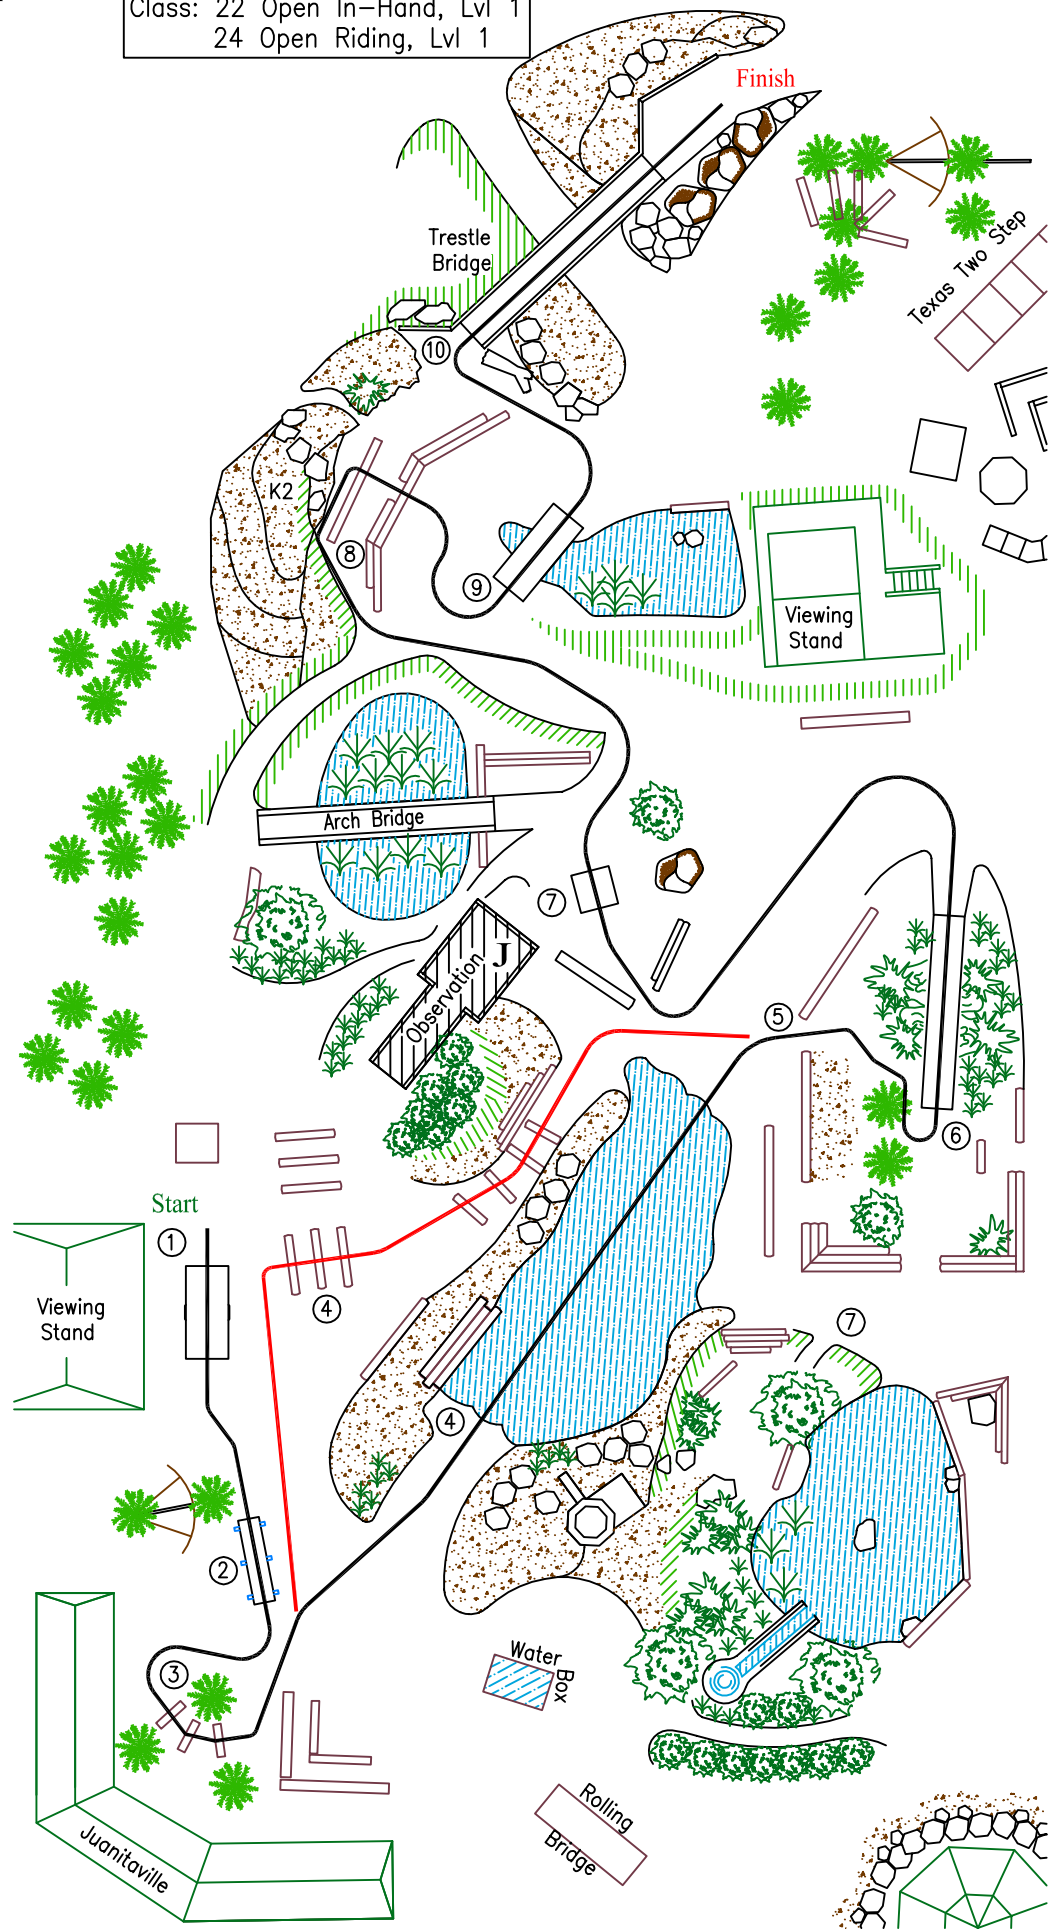 Class: 22 Open In-Hand, Lvl 1
24 Open Riding, Lvl 1
Finish
Trestle
Bridge
Texas Two Step
10
K2
8
9
Viewing
Stand
Arch Bridge
7
J
Observation
5
6
Start
1
Viewing
Stand
4
7
4
2
3
Water
Box
Rolling
Bridge
Juanitaville